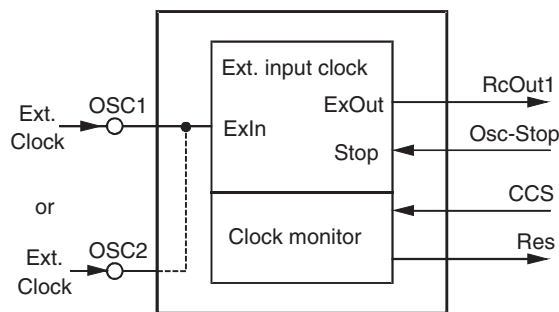 Ext. input clock
ExOut
RcOut1
OSC1
Ext.
Clock
ExIn
Stop
Osc-Stop
or
CCS
OSC2
Ext.
Clock
Clock monitor
Res